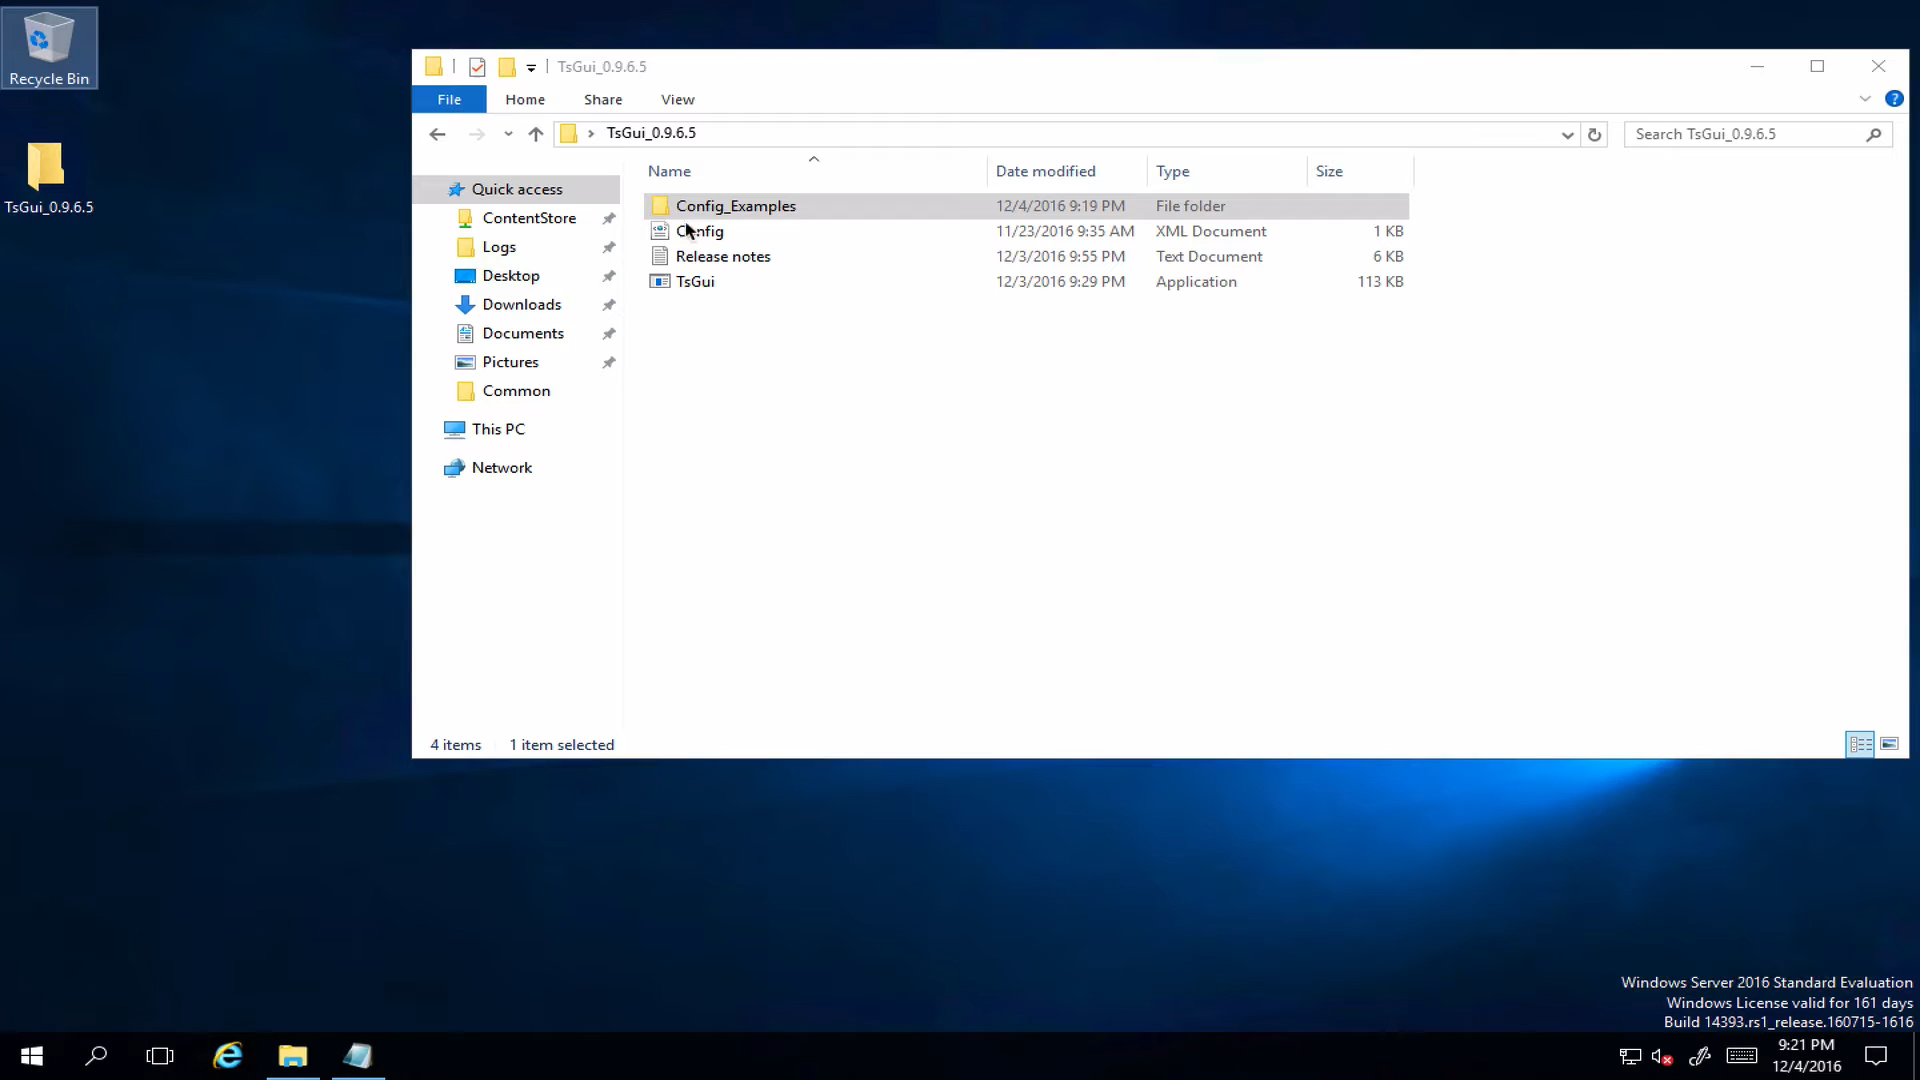 Recycle Bin
TsGui_0.9.6.5
TsGui_0.9.6.5
File Home Share View
TsGui_0.9.6.5
Search TsGui_0.9.6.5
Name Date modified Type Size
Quick access
ContentStore
Logs
Desktop
Downloads
Documents
Pictures
Common
This PC
Network
Config_Examples 12/4/2016 9:19 PM File folder
Config 11/23/2016 9:35 AM XML Document 1 KB
Release notes 12/3/2016 9:55 PM Text Document 6 KB
TsGui 12/3/2016 9:29 PM Application 113 KB
4 items 1 item selected
Windows Server 2016 Standard Evaluation
Windows License valid for 161 days
Build 14393.rs1_release.160715-1616
9:21 PM
12/4/2016